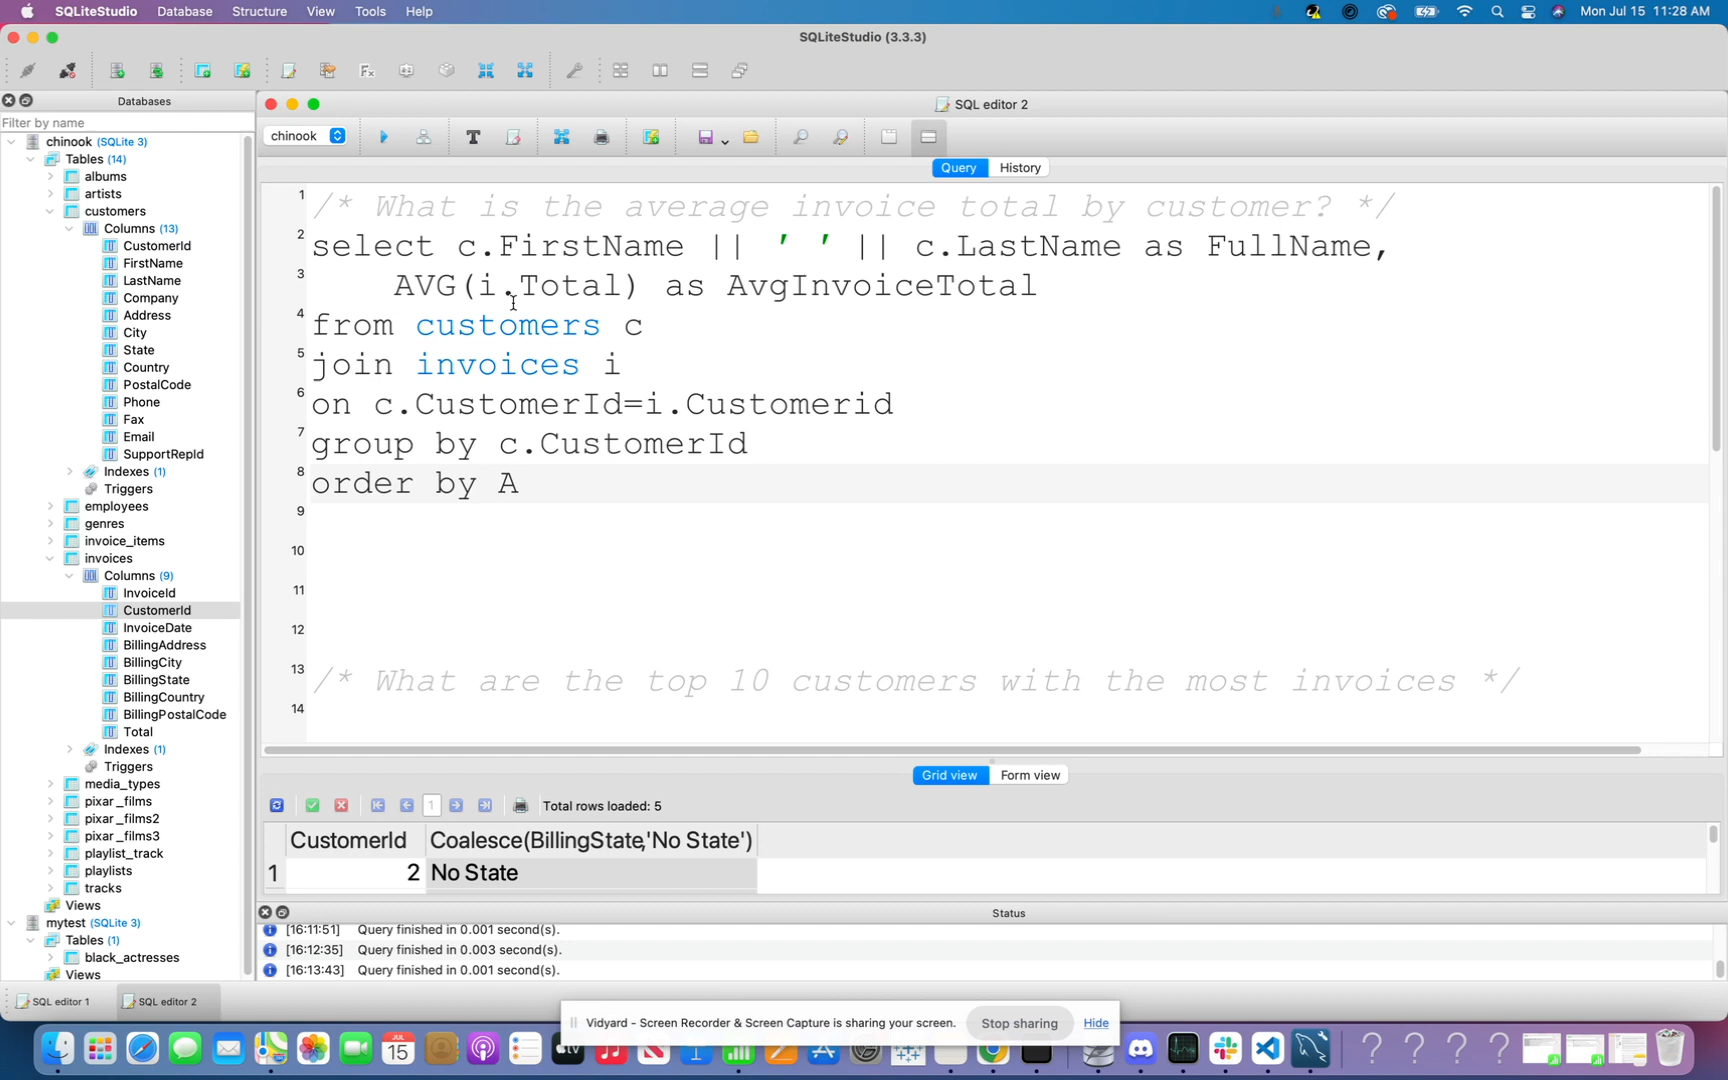 SQLiteStudio Database Structure View Tools Help Mon Jul 15 11:28 AM
SQLiteStudio (3.3.3)
Databases
Filter by name
chinook (SQLite 3)
Tables (14)
albums
artists
customers
Columns (13)
CustomerId
FirstName
LastName
Company
Address
City
State
Country
PostalCode
Phone
Fax
Email
SupportRepId
Indexes (1)
Triggers
employees
genres
invoice_items
invoices
Columns (9)
InvoiceId
CustomerId
InvoiceDate
BillingAddress
BillingCity
BillingState
BillingCountry
BillingPostalCode
Total
Indexes (1)
Triggers
media_types
pixar_films
pixar_films2
pixar_films3
playlist_track
playlists
tracks
Views
mytest (SQLite 3)
Tables (1)
black_actresses
Views
SQL editor 2
chinook
Query History
1 /* What is the average invoice total by customer? */
2 select c.FirstName || ' ' || c.LastName as FullName,
3 AVG(i.Total) as AvgInvoiceTotal
4 from customers c
5 join invoices i
6 on c.CustomerId=i.Customerid
7 group by c.CustomerId
8 order by A
9
10
11
12
13 /* What are the top 10 customers with the most invoices */
14
Grid view Form view
1 Total rows loaded: 5
CustomerId Coalesce(BillingState,'No State')
1 2 No State
Status
[16:11:51] Query finished in 0.001 second(s).
[16:12:35] Query finished in 0.003 second(s).
[16:13:43] Query finished in 0.001 second(s).
SQL editor 1 SQL editor 2
Vidyard - Screen Recorder & Screen Capture is sharing your screen. Stop sharing Hide
JUL
15
tv